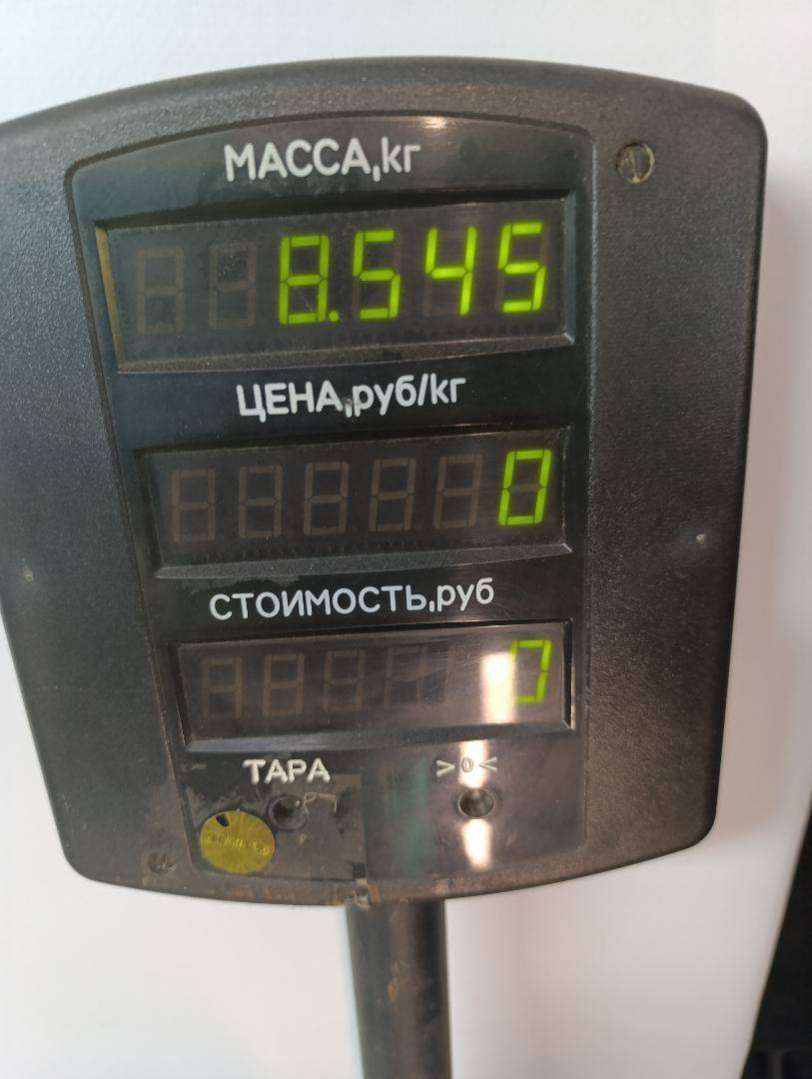 МАССА,кг
8.545
ЦЕНА,руб/кг
0
СТОИМОСТЬ,руб
0
ТАРА >0<